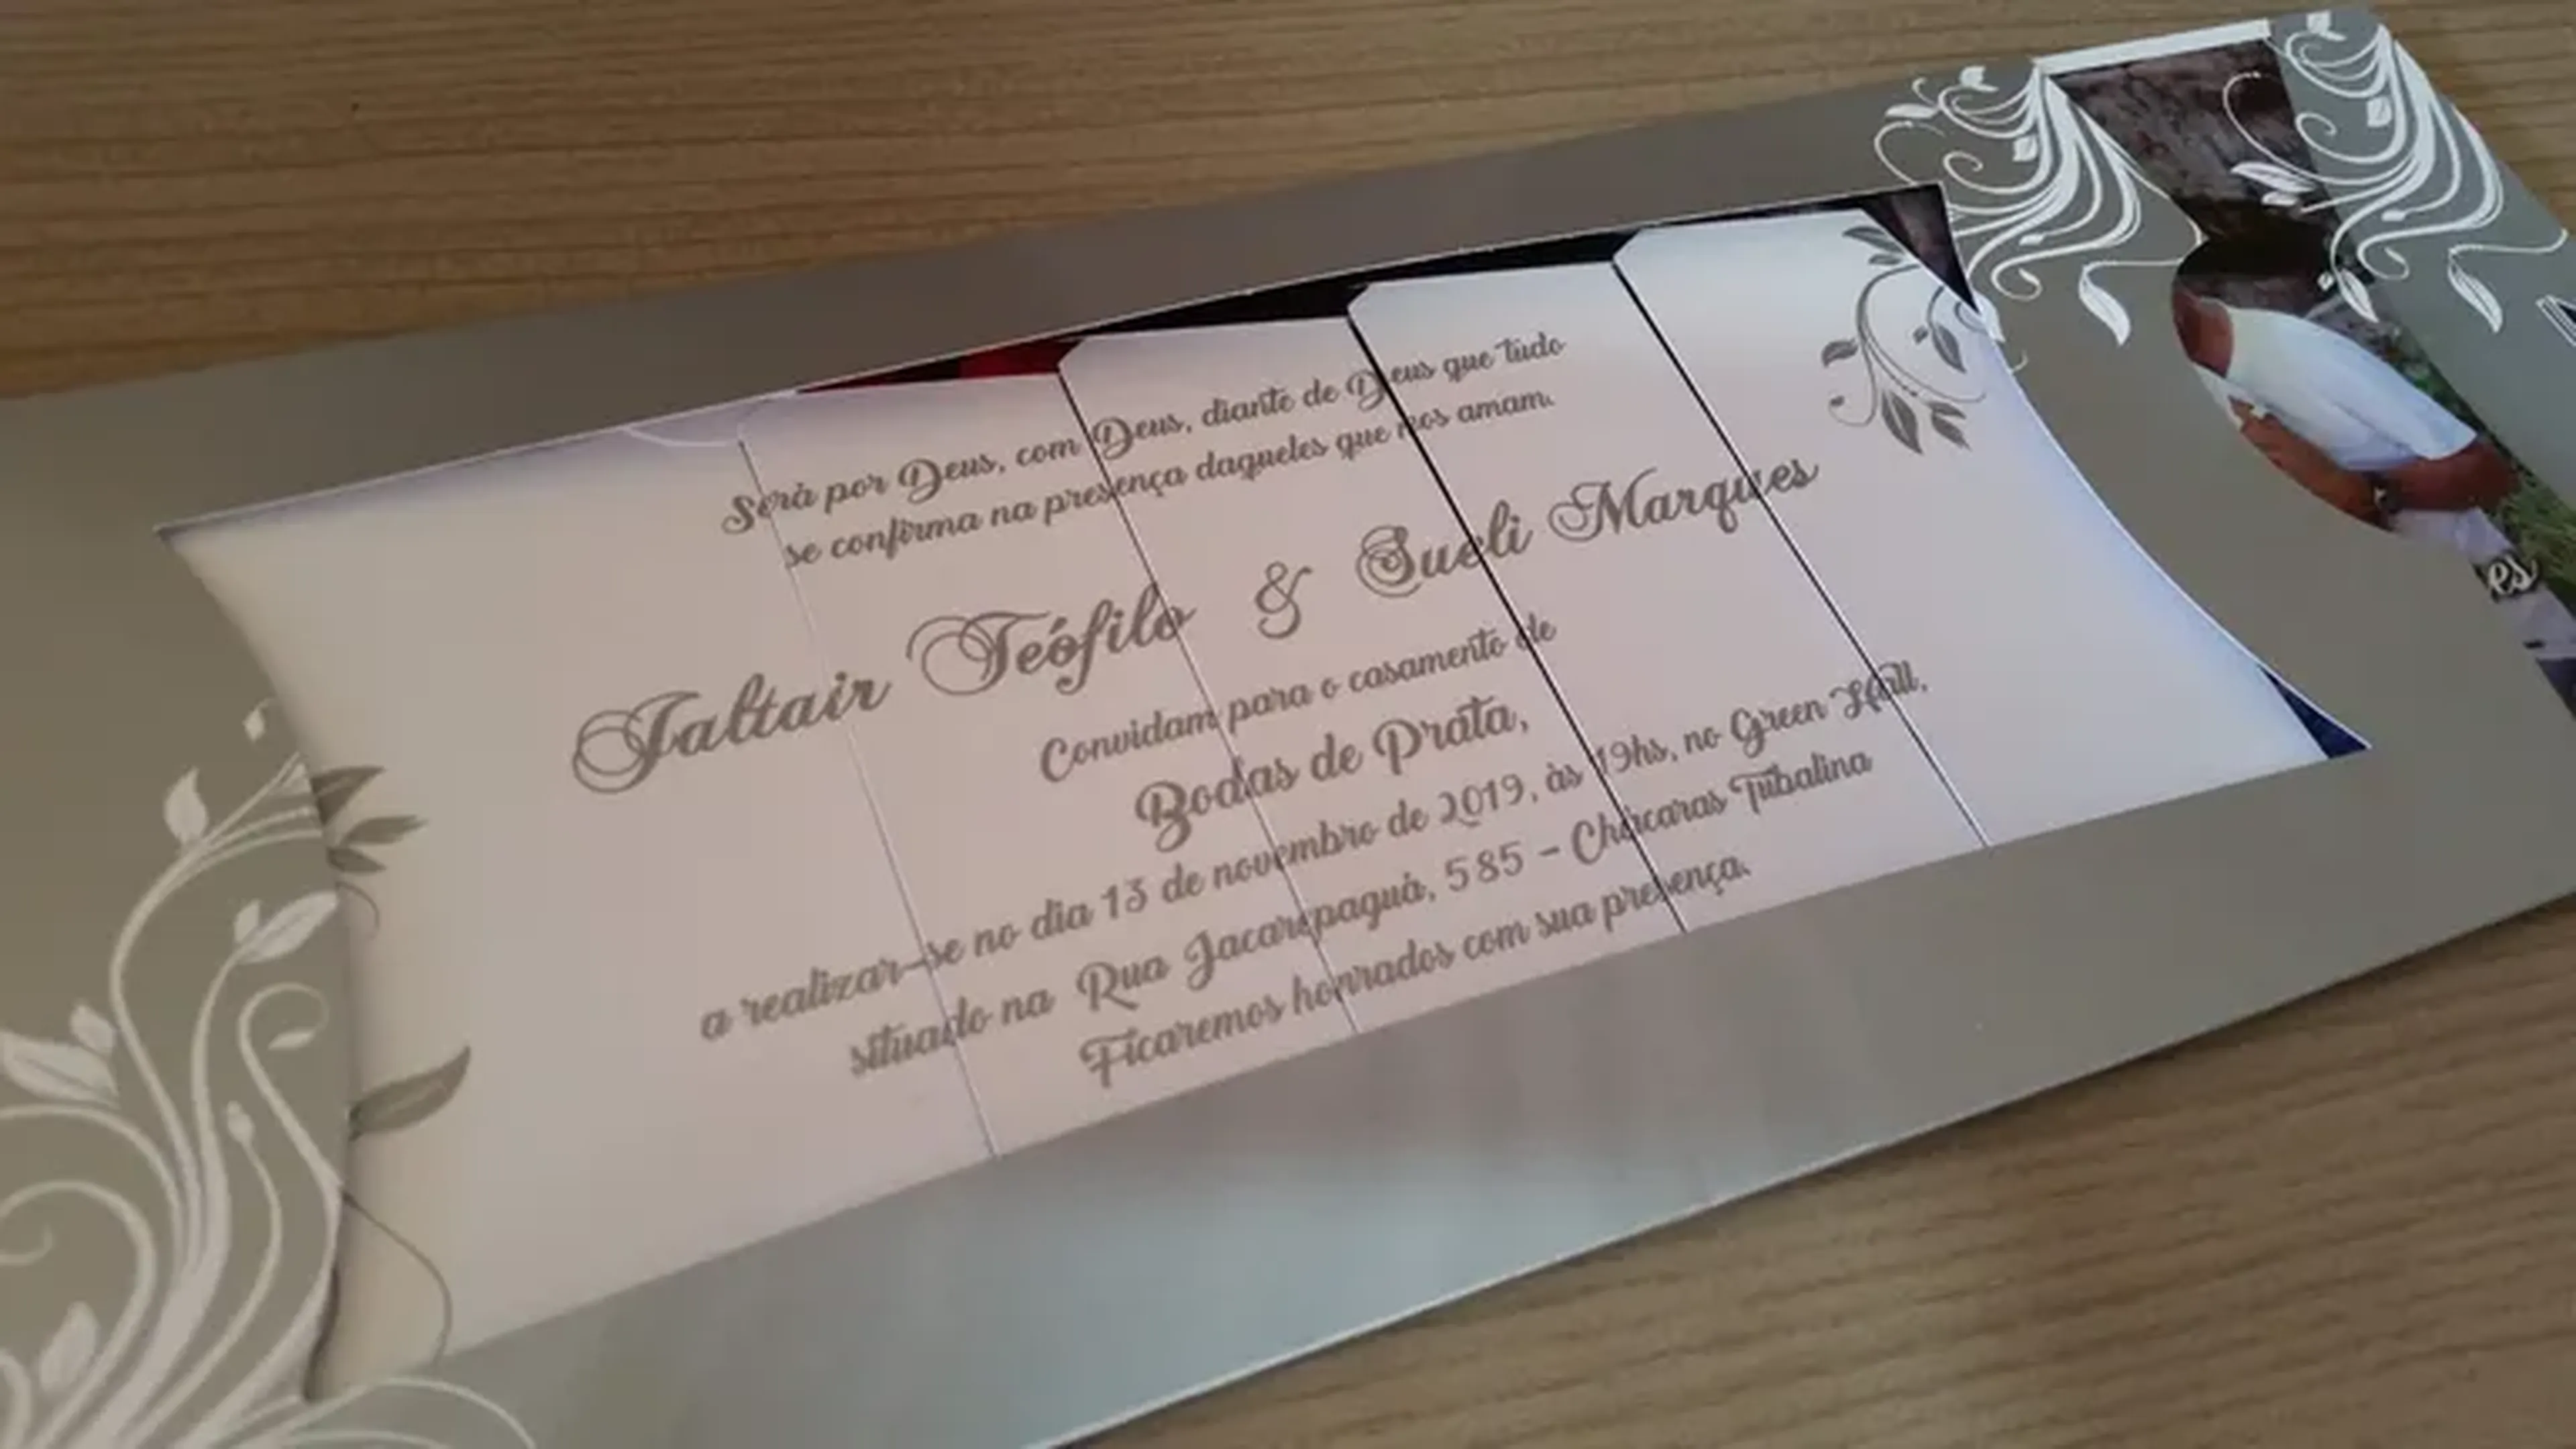 Será por Deus, com Deus, diante de Deus que tudo
se confirma na presença daqueles que nos amam.
Jaltair Teófilo & Sueli Marques
Convidam para o casamento de
Bodas de Prata,
a realizar-se no dia 13 de novembro de 2019, às 19hs, no Green Hall,
situado na Rua Jacarepaguá, 585 - Chácaras Tubalina
Ficaremos honrados com sua presença.
es